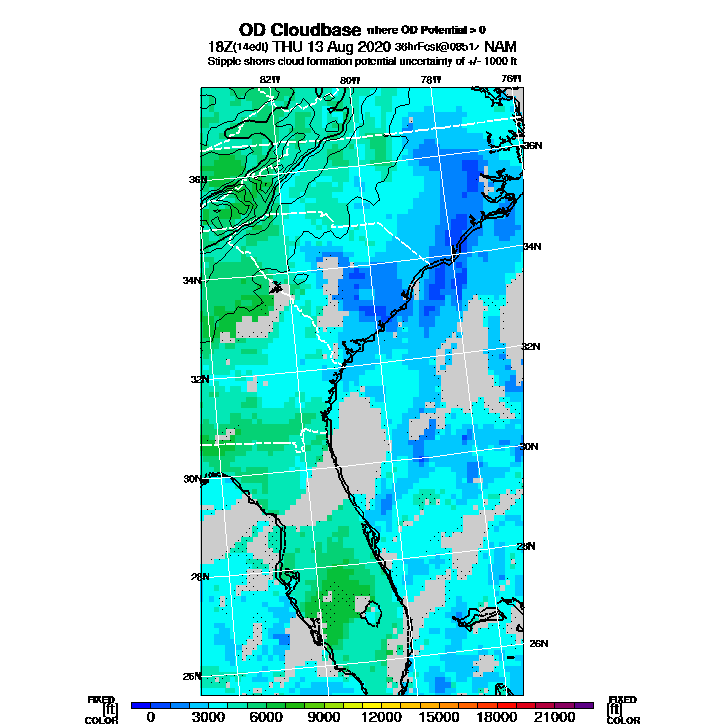 OD Cloudbase where OD Potential > 0
18Z(14edt) THU 13 Aug 2020 36hrFcst@0851z NAM
Stipple shows cloud formation potential uncertainty of +/- 1000 ft
82W 80W 78W 76W
36N 36N
34N 34N
32N 32N
30N 30N
28N 28N
26N 26N
FIXED FIXED
[ft] [ft]
COLOR COLOR
0 3000 6000 9000 12000 15000 18000 21000